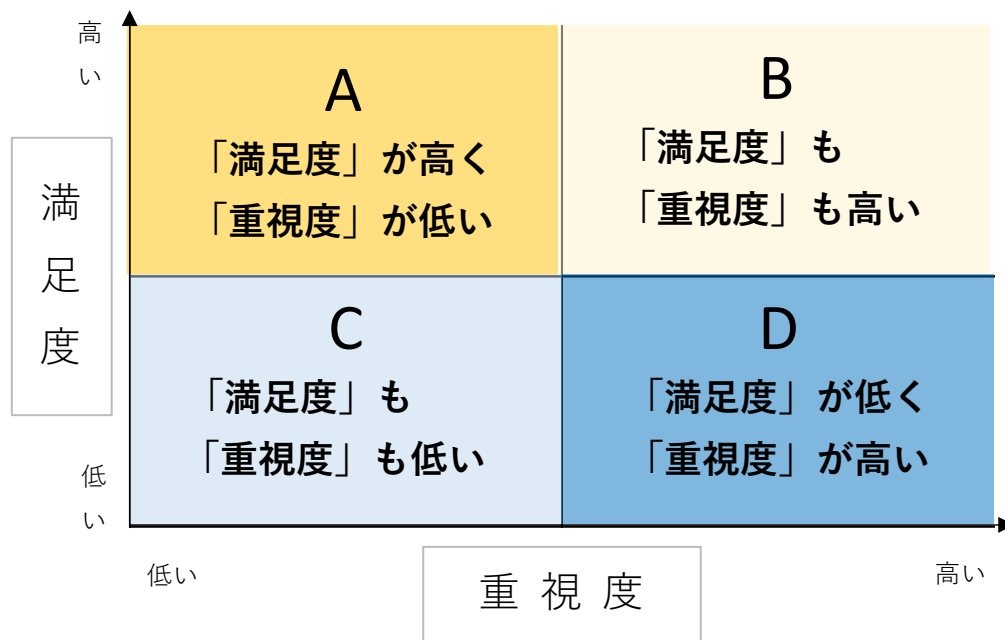 高い
満足度
低い
A
「満足度」が高く
「重視度」が低い
B
「満足度」も
「重視度」も高い
C
「満足度」も
「重視度」も低い
D
「満足度」が低く
「重視度」が高い
低い
重視度
高い